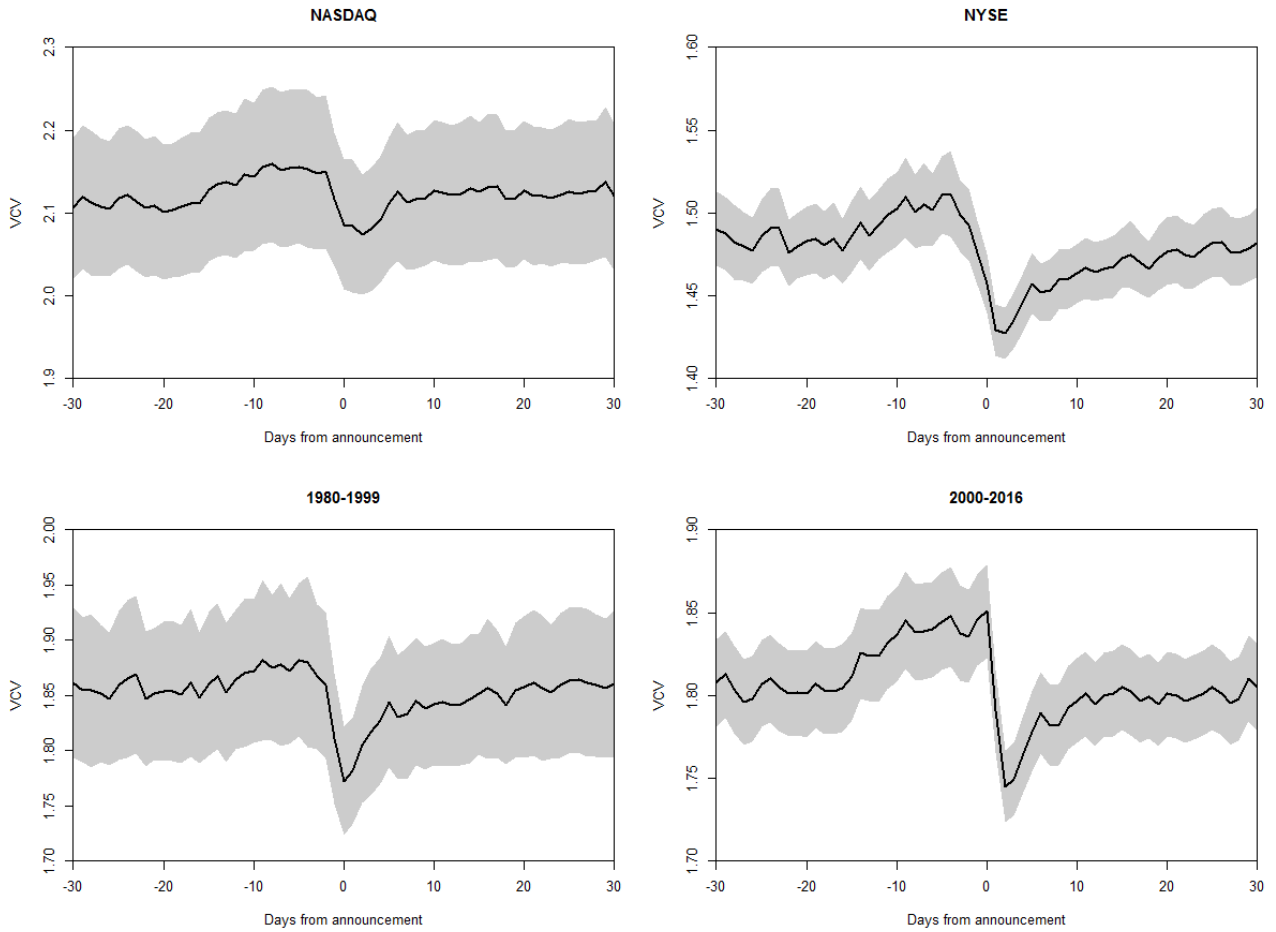 NASDAQ
VCV
2.3
2.2
2.1
2.0
1.9
-30 -20 -10 0 10 20 30
Days from announcement
NYSE
VCV
1.60
1.55
1.50
1.45
1.40
-30 -20 -10 0 10 20 30
Days from announcement
1980-1999
VCV
2.00
1.95
1.90
1.85
1.80
1.75
1.70
-30 -20 -10 0 10 20 30
Days from announcement
2000-2016
VCV
1.90
1.85
1.80
1.75
1.70
-30 -20 -10 0 10 20 30
Days from announcement